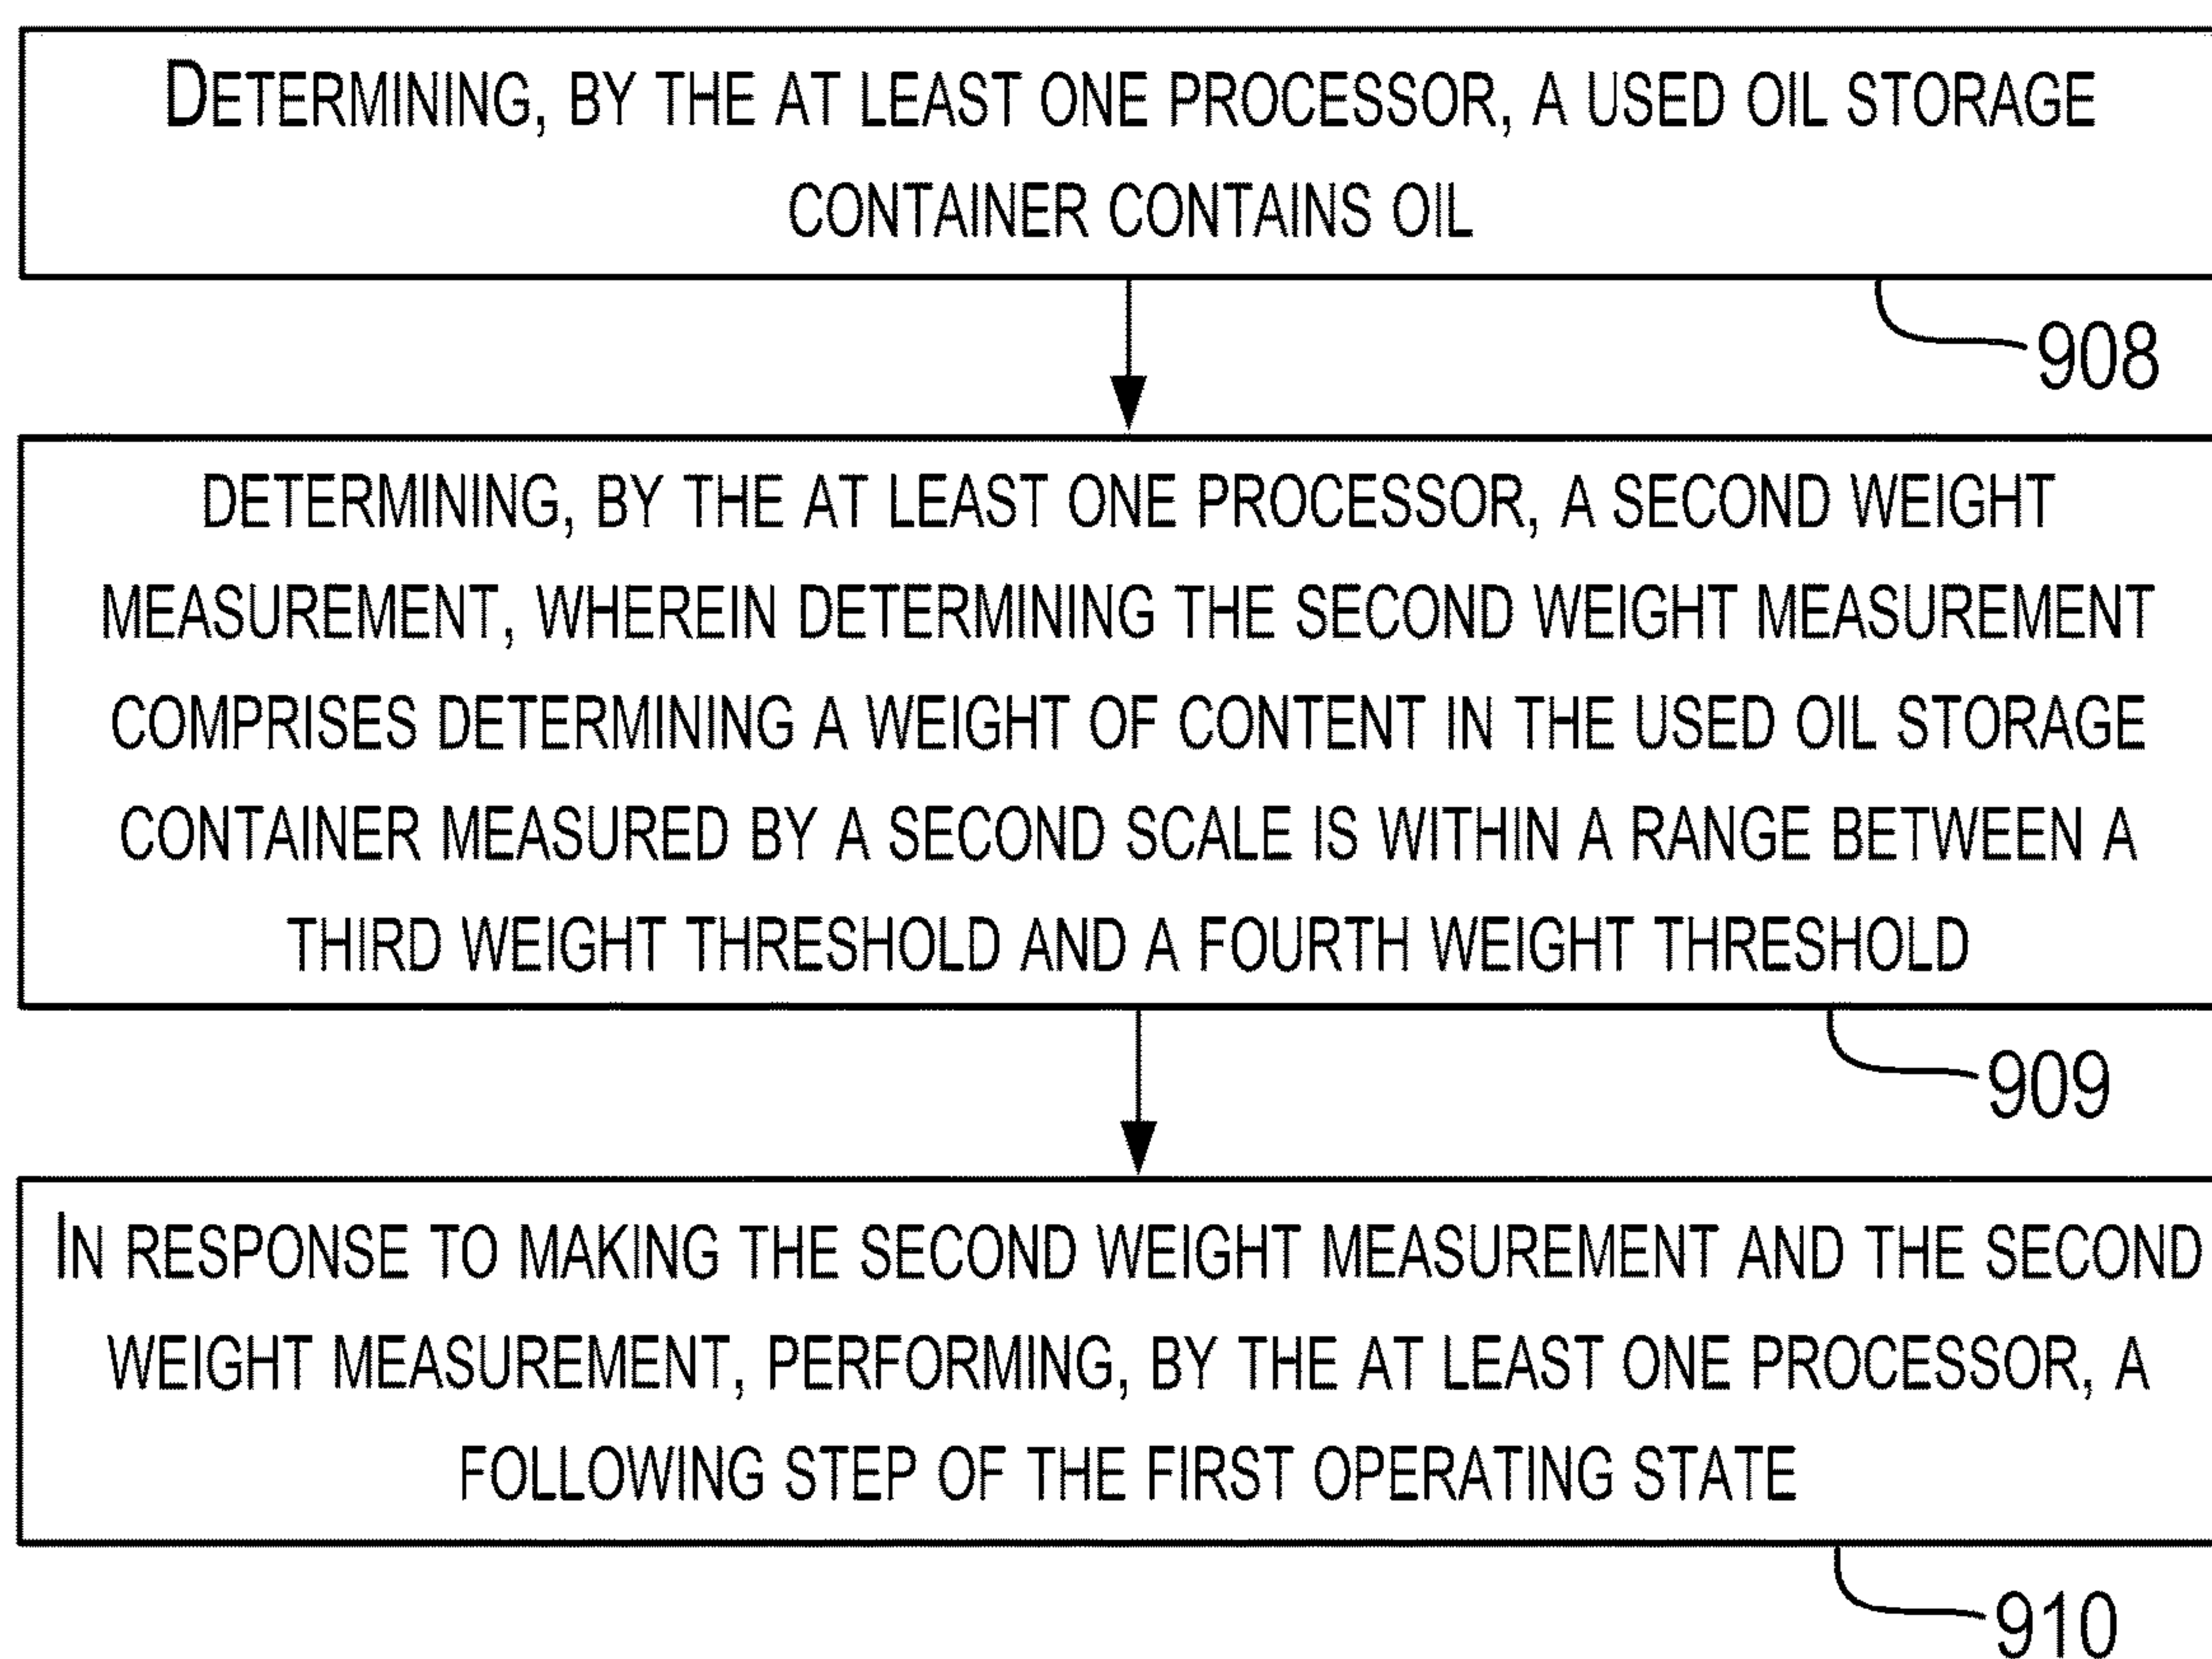 DETERMINING, BY THE AT LEAST ONE PROCESSOR, A USED OIL STORAGE
CONTAINER CONTAINS OIL
908
DETERMINING, BY THE AT LEAST ONE PROCESSOR, A SECOND WEIGHT
MEASUREMENT, WHEREIN DETERMINING THE SECOND WEIGHT MEASUREMENT
COMPRISES DETERMINING A WEIGHT OF CONTENT IN THE USED OIL STORAGE
CONTAINER MEASURED BY A SECOND SCALE IS WITHIN A RANGE BETWEEN A
THIRD WEIGHT THRESHOLD AND A FOURTH WEIGHT THRESHOLD
909
IN RESPONSE TO MAKING THE SECOND WEIGHT MEASUREMENT AND THE SECOND
WEIGHT MEASUREMENT, PERFORMING, BY THE AT LEAST ONE PROCESSOR, A
FOLLOWING STEP OF THE FIRST OPERATING STATE
910